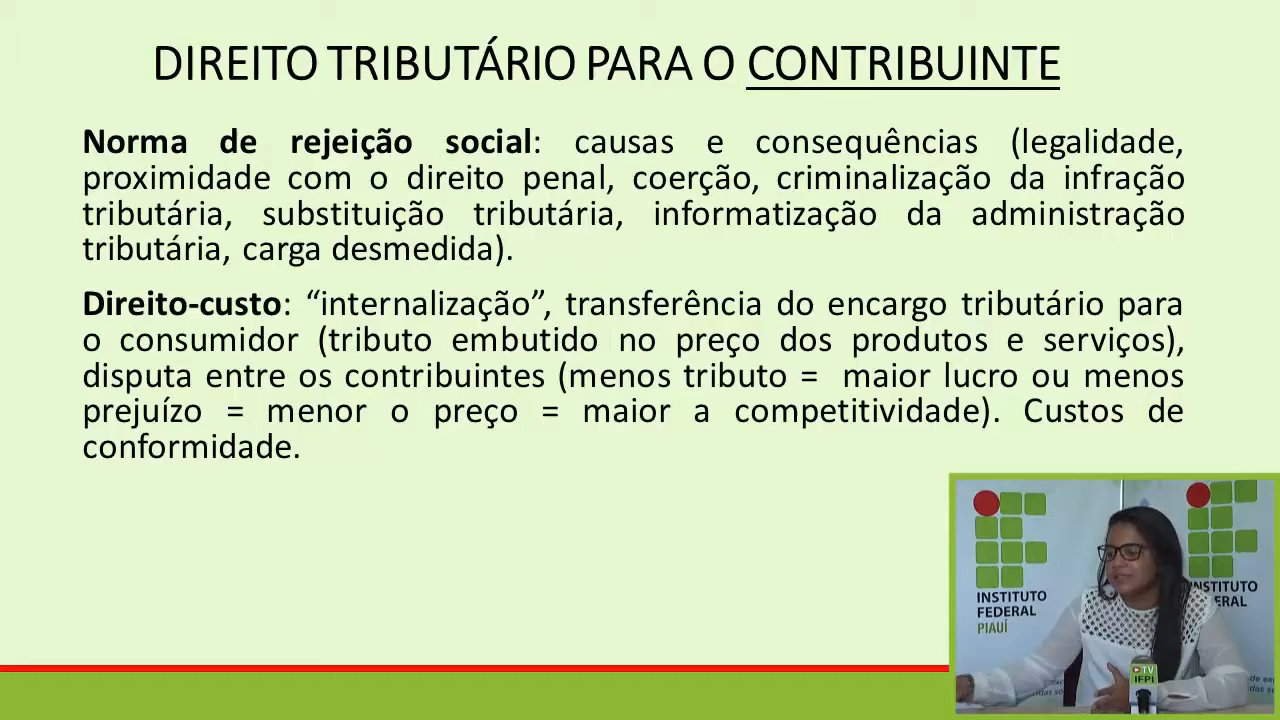 DIREITO TRIBUTÁRIO PARA O CONTRIBUINTE
Norma de rejeição social: causas e consequências (legalidade,
proximidade com o direito penal, coerção, criminalização da infração
tributária, substituição tributária, informatização da administração
tributária, carga desmedida).
Direito-custo: “internalização”, transferência do encargo tributário para
o consumidor (tributo embutido no preço dos produtos e serviços),
disputa entre os contribuintes (menos tributo = maior lucro ou menos
prejuízo = menor o preço = maior a competitividade). Custos de
conformidade.
INSTITUTO
FEDERAL
PIAUÍ
INSTITUTO
TV
IFPI